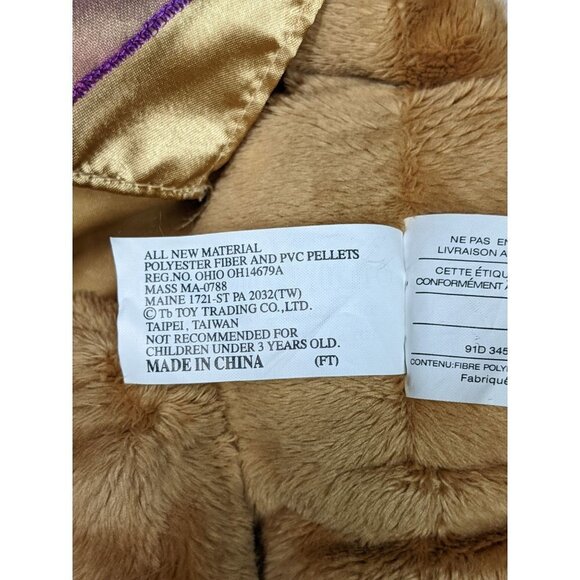 ALL NEW MATERIAL
POLYESTER FIBER AND PVC PELLETS
REG.NO. OHIO OH14679A
MASS MA-0788
MAINE 1721-ST PA 2032(TW)
© Tb TOY TRADING CO.,LTD.
TAIPEI, TAIWAN
NOT RECOMMENDED FOR
CHILDREN UNDER 3 YEARS OLD.
MADE IN CHINA (FT)
NE PAS EN
LIVRAISON A
CETTE ÉTIQU
CONFORMÉMENT À
91D 345
CONTENU:FIBRE POLY
Fabriqué